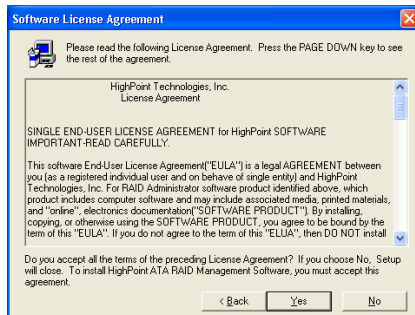 Software License Agreement
Please read the following License Agreement. Press the PAGE DOWN key to see
the rest of the agreement.
HighPoint Technologies, Inc.
License Agreement
SINGLE END-USER LICENSE AGREEMENT for HighPoint SOFTWARE
IMPORTANT-READ CAREFULLY.
This software End-User License Agreement("EULA") is a legal AGREEMENT between
you (as a registered individual user and on behave of single entity) and HighPoint
Technologies, Inc. For RAID Administrator software product identified above, which
product includes computer software and may include associated media, printed materials,
and "online", electronics documentation("SOFTWARE PRODUCT"). By installing,
copying, or otherwise using the SOFTWARE PRODUCT, you agree to be bound by the
term of this "EULA". If you do not agree to the term of this "ELUA", then DO NOT install
Do you accept all the terms of the preceding License Agreement? If you choose No, Setup
will close. To install HighPoint ATA RAID Management Software, you must accept this
agreement.
< Back Yes No